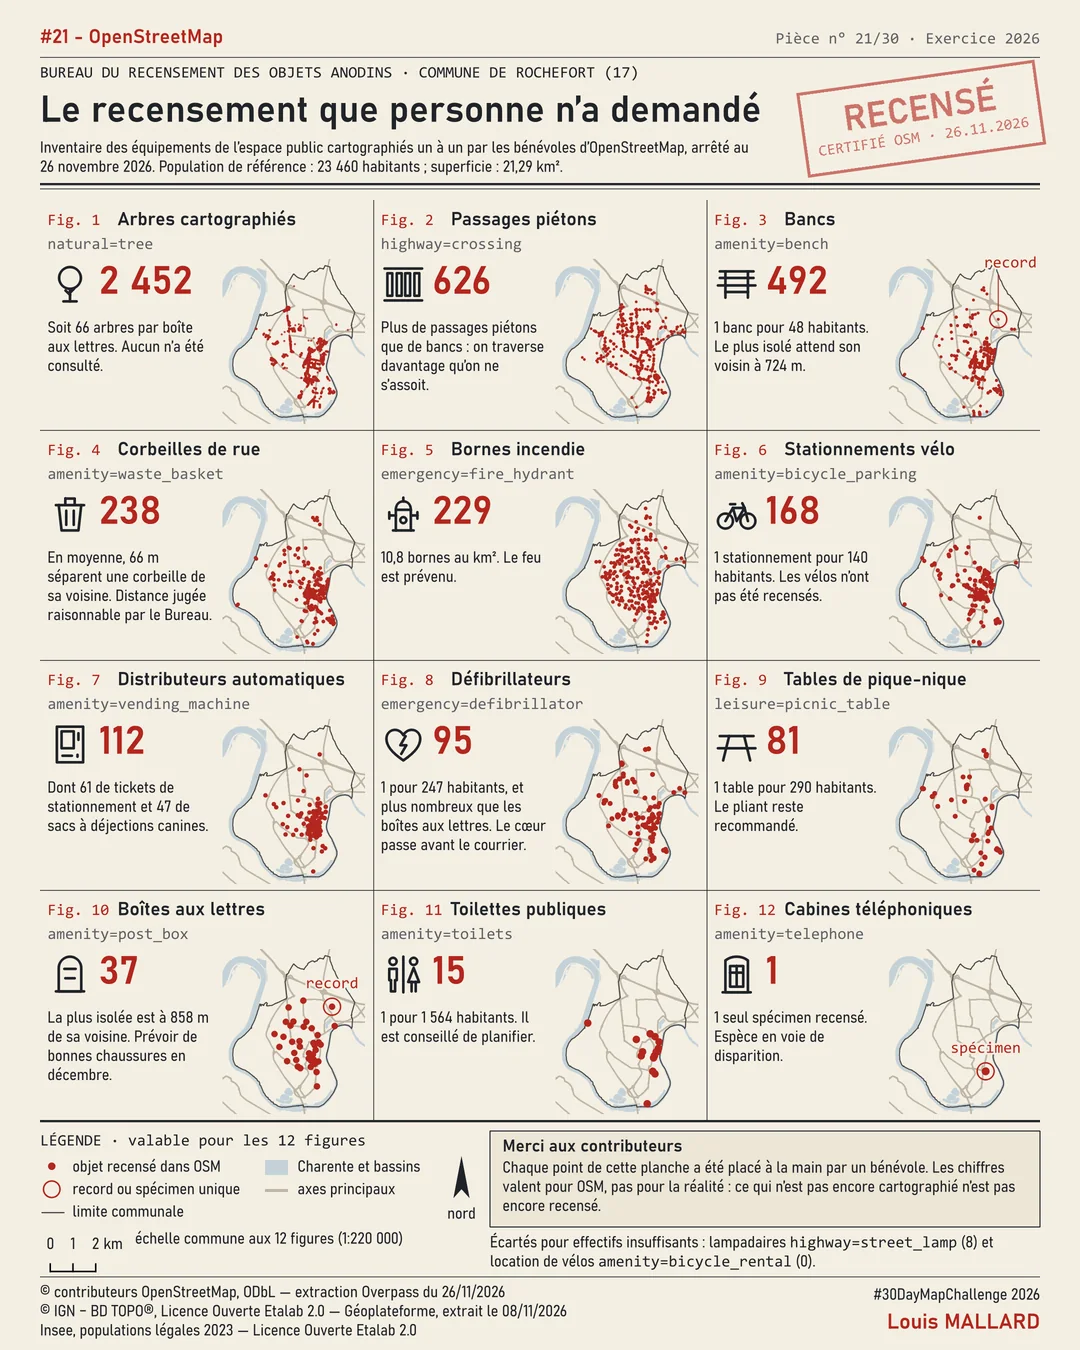 #21 - OpenStreetMap
Pièce n° 21/30 · Exercice 2026
BUREAU DU RECENSEMENT DES OBJETS ANODINS · COMMUNE DE ROCHEFORT (17)
Le recensement que personne n'a demandé
Inventaire des équipements de l'espace public cartographiés un à un par les bénévoles d'OpenStreetMap, arrêté au
26 novembre 2026. Population de référence : 23 460 habitants ; superficie : 21,29 km².
RECENSÉ
CERTIFIÉ OSM · 26.11.2026
Fig. 1 Arbres cartographiés
natural=tree
2 452
Soit 66 arbres par boîte
aux lettres. Aucun n'a été
consulté.
Fig. 2 Passages piétons
highway=crossing
626
Plus de passages piétons
que de bancs : on traverse
davantage qu'on ne
s'assoit.
Fig. 3 Bancs
amenity=bench
record
492
1 banc pour 48 habitants.
Le plus isolé attend son
voisin à 724 m.
Fig. 4 Corbeilles de rue
amenity=waste_basket
238
En moyenne, 66 m
séparent une corbeille de
sa voisine. Distance jugée
raisonnable par le Bureau.
Fig. 5 Bornes incendie
emergency=fire_hydrant
229
10,8 bornes au km². Le feu
est prévenu.
Fig. 6 Stationnements vélo
amenity=bicycle_parking
168
1 stationnement pour 140
habitants. Les vélos n'ont
pas été recensés.
Fig. 7 Distributeurs automatiques
amenity=vending_machine
112
Dont 61 de tickets de
stationnement et 47 de
sacs à déjections canines.
Fig. 8 Défibrillateurs
emergency=defibrillator
95
1 pour 247 habitants, et
plus nombreux que les
boîtes aux lettres. Le cœur
passe avant le courrier.
Fig. 9 Tables de pique-nique
leisure=picnic_table
81
1 table pour 290 habitants.
Le pliant reste
recommandé.
Fig. 10 Boîtes aux lettres
amenity=post_box
37
record
La plus isolée est à 858 m
de sa voisine. Prévoir de
bonnes chaussures en
décembre.
Fig. 11 Toilettes publiques
amenity=toilets
15
1 pour 1 564 habitants. Il
est conseillé de planifier.
Fig. 12 Cabines téléphoniques
amenity=telephone
1
1 seul spécimen recensé.
Espèce en voie de
disparition.
spécimen
LÉGENDE · valable pour les 12 figures
objet recensé dans OSM
record ou spécimen unique
limite communale
Charente et bassins
axes principaux
nord
0 1 2 km
échelle commune aux 12 figures (1:220 000)
Merci aux contributeurs
Chaque point de cette planche a été placé à la main par un bénévole. Les chiffres
valent pour OSM, pas pour la réalité : ce qui n'est pas encore cartographié n'est pas
encore recensé.
Écartés pour effectifs insuffisants : lampadaires highway=street_lamp (8) et
location de vélos amenity=bicycle_rental (0).
© contributeurs OpenStreetMap, ODbL — extraction Overpass du 26/11/2026
© IGN - BD TOPO®, Licence Ouverte Etalab 2.0 — Géoplateforme, extrait le 08/11/2026
Insee, populations légales 2023 — Licence Ouverte Etalab 2.0
#30DayMapChallenge 2026
Louis MALLARD